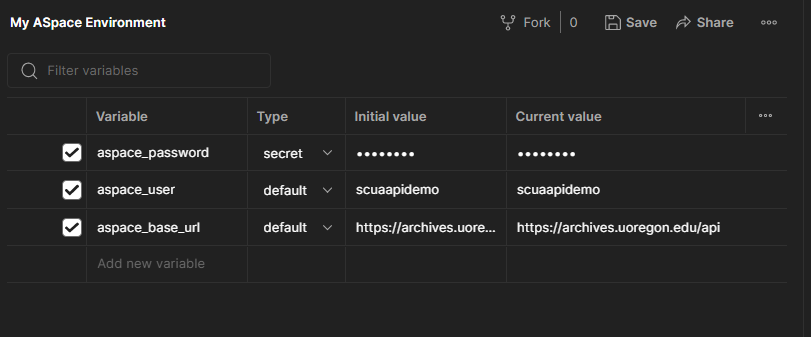 My ASpace Environment Fork 0 Save Share
Filter variables
Variable Type Initial value Current value
aspace_password secret •••••••• ••••••••
aspace_user default scuaapidemo scuaapidemo
aspace_base_url default https://archives.uore... https://archives.uoregon.edu/api
Add new variable